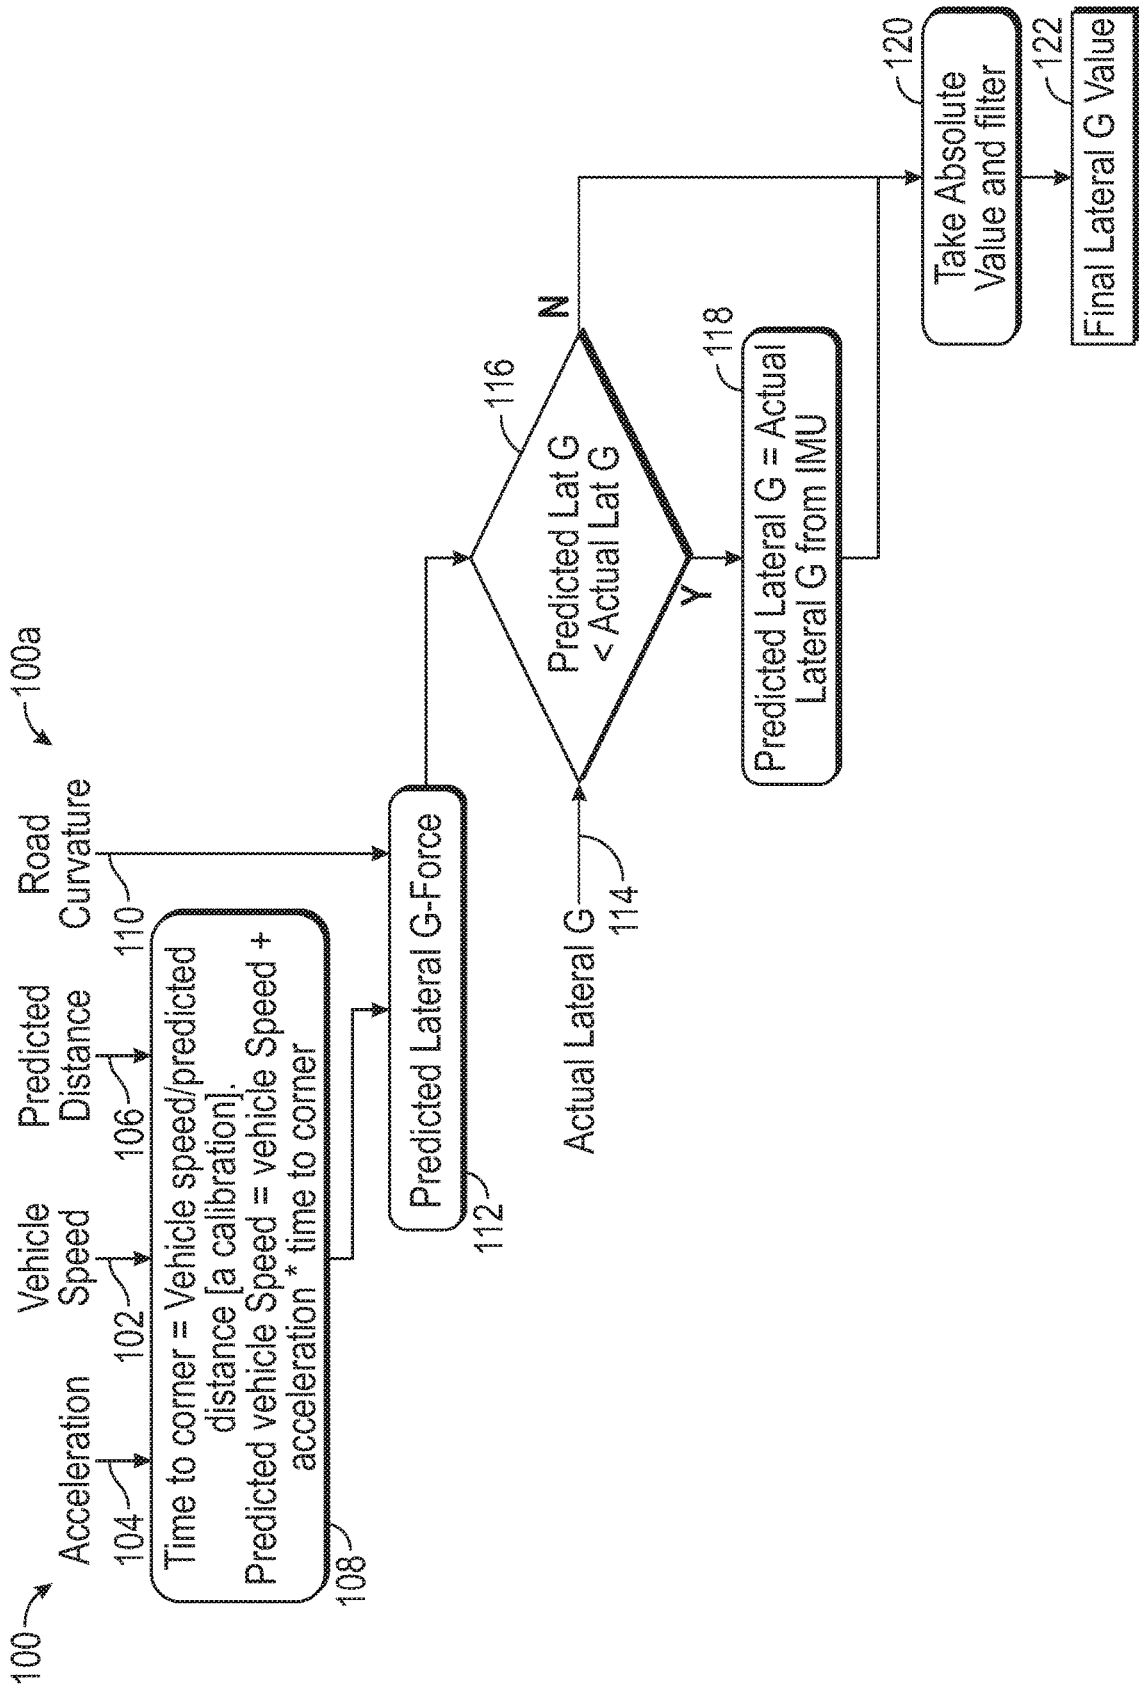 100
100a
Acceleration
Vehicle
Speed
Predicted
Distance
Road
Curvature
104
102
106
110
Time to corner = Vehicle speed/predicted
distance [a calibration].
Predicted vehicle Speed = vehicle Speed +
acceleration * time to corner
108
Predicted Lateral G-Force
112
Actual Lateral G
114
Predicted Lat G
< Actual Lat G
116
N
Y
Predicted Lateral G = Actual
Lateral G from IMU
118
Take Absolute
Value and filter
120
Final Lateral G Value
122